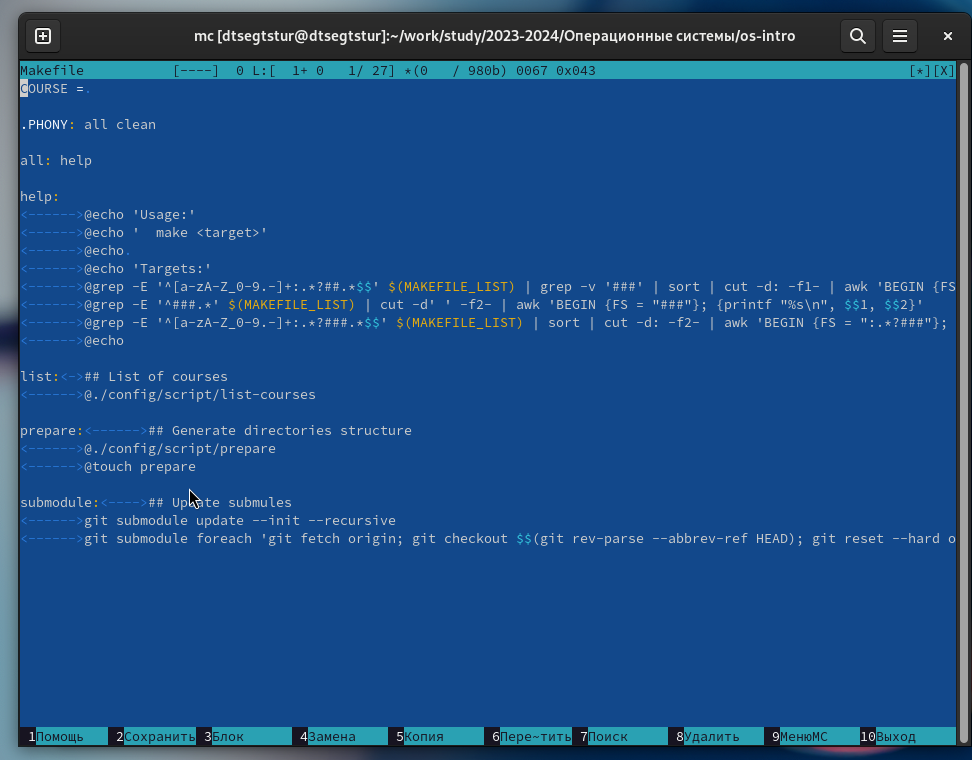 mc [dtsegtstur@dtsegtstur]:~/work/study/2023-2024/Операционные системы/os-intro
Makefile [----] 0 L:[ 1+ 0 1/ 27] *(0 / 980b) 0067 0x043 [*][X]
COURSE =.
.PHONY: all clean
all: help
help:
<------>@echo 'Usage:'
<------>@echo '  make <target>'
<------>@echo.
<------>@echo 'Targets:'
<------>@grep -E '^[a-zA-Z_0-9.-]+:.*?##.*$$' $(MAKEFILE_LIST) | grep -v '###' | sort | cut -d: -f1- | awk 'BEGIN {FS
<------>@grep -E '^###.*' $(MAKEFILE_LIST) | cut -d' ' -f2- | awk 'BEGIN {FS = "###"}; {printf "%s\n", $$1, $$2}'
<------>@grep -E '^[a-zA-Z_0-9.-]+:.*?###.*$$' $(MAKEFILE_LIST) | sort | cut -d: -f2- | awk 'BEGIN {FS = ":.*?###"};
<------>@echo
list:<->## List of courses
<------>@./config/script/list-courses
prepare:<------>## Generate directories structure
<------>@./config/script/prepare
<------>@touch prepare
submodule:<---->## Update submules
<------>git submodule update --init --recursive
<------>git submodule foreach 'git fetch origin; git checkout $$(git rev-parse --abbrev-ref HEAD); git reset --hard o
1Помощь 2Сохранить 3Блок 4Замена 5Копия 6Пере~тить 7Поиск 8Удалить 9МенюMC 10Выход